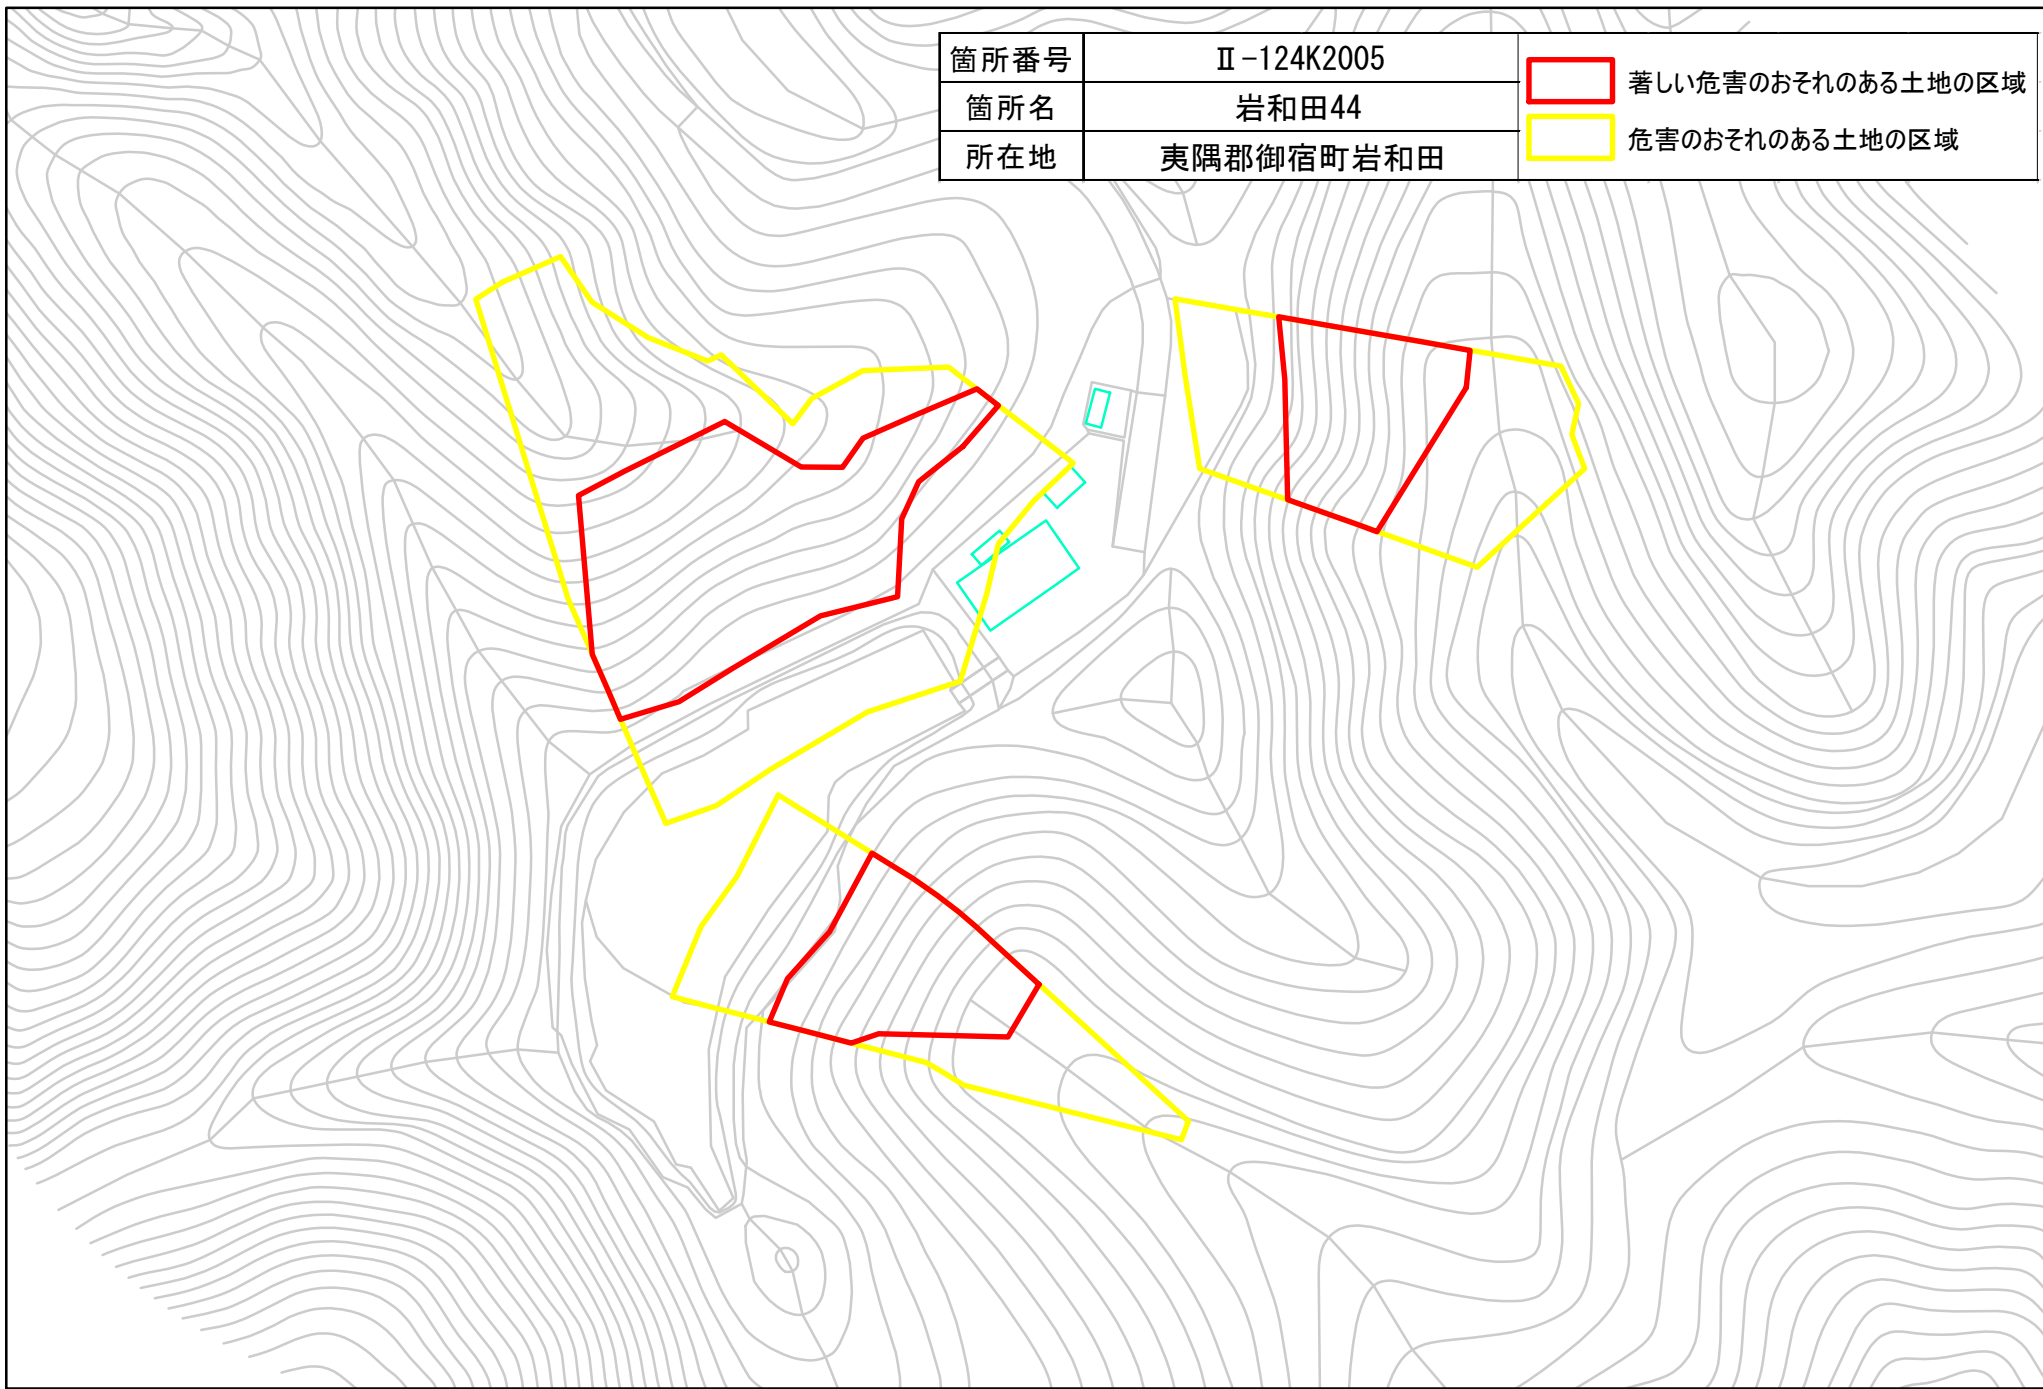 箇所番号 Ⅱ-124K2005
箇所名 岩和田44
所在地 夷隅郡御宿町岩和田
著しい危害のおそれのある土地の区域
危害のおそれのある土地の区域